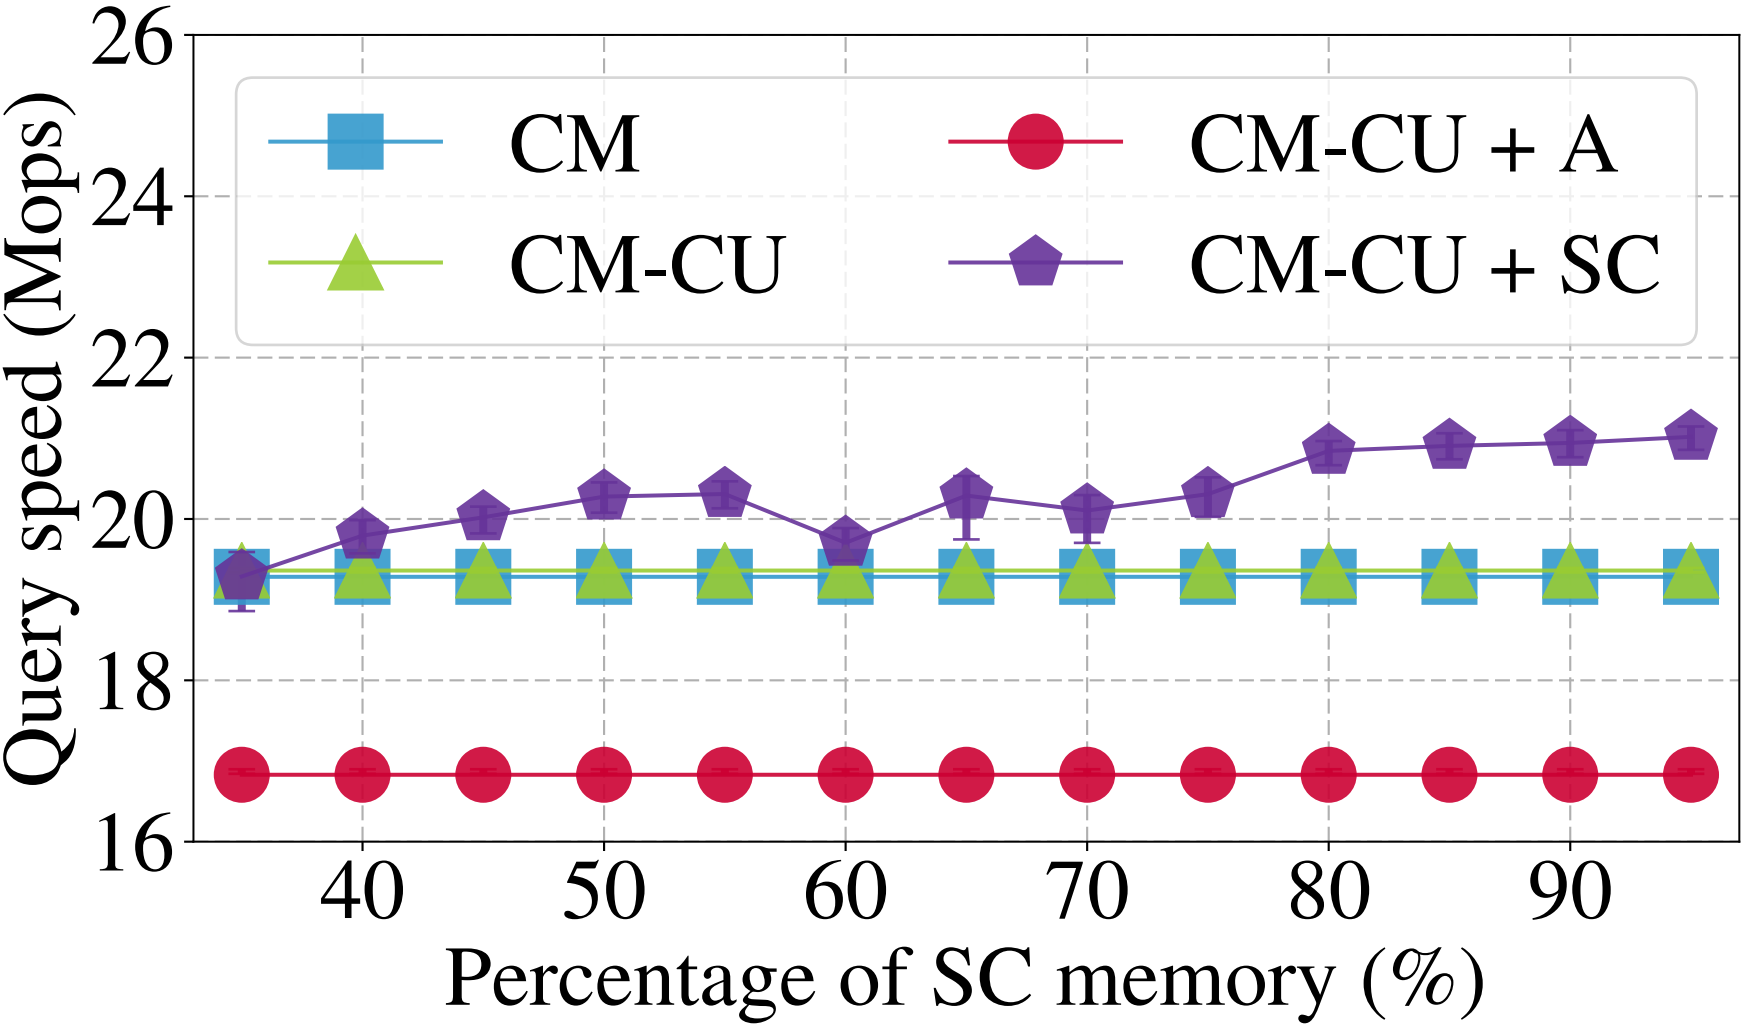 26
24
22
20
18
16
Query speed (Mops)
CM
CM-CU
CM-CU + A
CM-CU + SC
40 50 60 70 80 90
Percentage of SC memory (%)